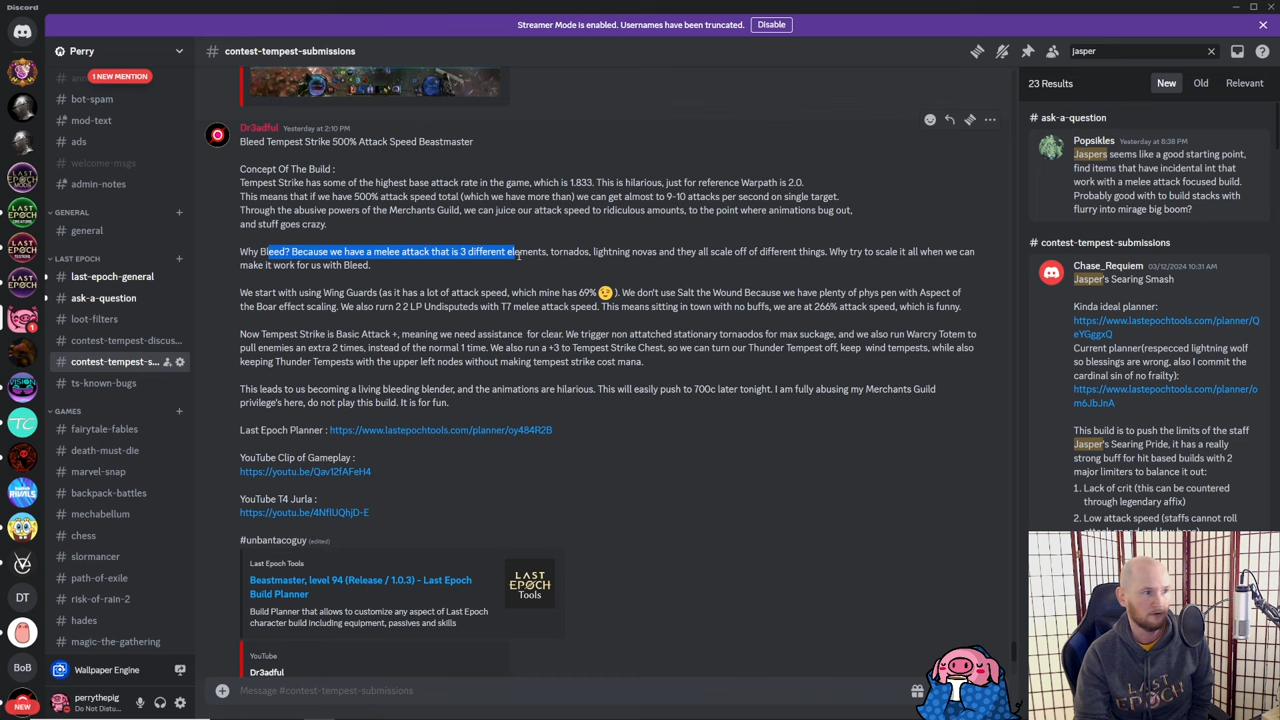 Discord
Streamer Mode is enabled. Usernames have been truncated.
Disable
Perry
contest-tempest-submissions
jasper
1 NEW MENTION
bot-spam
mod-text
ads
welcome-msgs
admin-notes
GENERAL
general
LAST EPOCH
last-epoch-general
ask-a-question
loot-filters
contest-tempest-discus...
contest-tempest-s...
ts-known-bugs
GAMES
fairytale-fables
death-must-die
marvel-snap
backpack-battles
mechabellum
chess
slormancer
path-of-exile
risk-of-rain-2
hades
magic-the-gathering
Wallpaper Engine
perrythepig
Do Not Distu...
LAST EPOCH MODS
LAST EPOCH
LAST EPOCH TESTERS
VISION
TC
RIVALS
DT
BoB
NEW
1
Dr3adful
Yesterday at 2:10 PM
Bleed Tempest Strike 500% Attack Speed Beastmaster
Concept Of The Build :
Tempest Strike has some of the highest base attack rate in the game, which is 1.833. This is hilarious, just for reference Warpath is 2.0.
This means that if we have 500% attack speed total (which we have more than) we can get almost to 9-10 attacks per second on single target.
Through the abusive powers of the Merchants Guild, we can juice our attack speed to ridiculous amounts, to the point where animations bug out,
and stuff goes crazy.
Why Bleed? Because we have a melee attack that is 3 different elements, tornados, lightning novas and they all scale off of different things. Why try to scale it all when we can
make it work for us with Bleed.
We start with using Wing Guards (as it has a lot of attack speed, which mine has 69% ). We don't use Salt the Wound Because we have plenty of phys pen with Aspect of
the Boar effect scaling. We also rurn 2 2 LP Undisputeds with T7 melee attack speed. This means sitting in town with no buffs, we are at 266% attack speed, which is funny.
Now Tempest Strike is Basic Attack +, meaning we need assistance for clear. We trigger non attatched stationary tornadods for max suckage, and we also run Warcry Totem to
pull enemies an extra 2 times, instead of the normal 1 time. We also run a +3 to Tempest Strike Chest, so we can turn our Thunder Tempest off, keep wind tempests, while also
keeping Thunder Tempests with the upper left nodes without making tempest strike cost mana.
This leads to us becoming a living bleeding blender, and the animations are hilarious. This will easily push to 700c later tonight. I am fully abusing my Merchants Guild
privilege's here, do not play this build. It is for fun.
Last Epoch Planner : https://www.lastepochtools.com/planner/oy484R2B
YouTube Clip of Gameplay :
https://youtu.be/Qav12fAFeH4
YouTube T4 Jurla :
https://youtu.be/4NflUQhjD-E
#unbantacoguy (edited)
Last Epoch Tools
Beastmaster, level 94 (Release / 1.0.3) - Last Epoch
Build Planner
Build Planner that allows to customize any aspect of Last Epoch
character build including equipment, passives and skills
LAST EPOCH
Tools
YouTube
Dr3adful
Message #contest-tempest-submissions
23 Results
New
Old
Relevant
ask-a-question
Popsikles
Yesterday at 8:38 PM
Jaspers seems like a good starting point,
find items that have incidental int that
work with a melee attack focused build.
Probably good to build stacks with
flurry into mirage big boom?
contest-tempest-submissions
Chase_Requiem
03/12/2024 10:31 AM
Jasper's Searing Smash
Kinda ideal planner:
https://www.lastepochtools.com/planner/Q
eYGggxQ
Current planner(respecced lightning wolf
so blessings are wrong, also I commit the
cardinal sin of no frailty):
https://www.lastepochtools.com/planner/o
m6JbJnA
This build is to push the limits of the staff
Jasper's Searing Pride, it has a really
strong buff for hit based builds with 2
major limiters to balance it out:
1. Lack of crit (this can be countered
through legendary affix)
2. Low attack speed (staffs cannot roll
LAST EPOCH